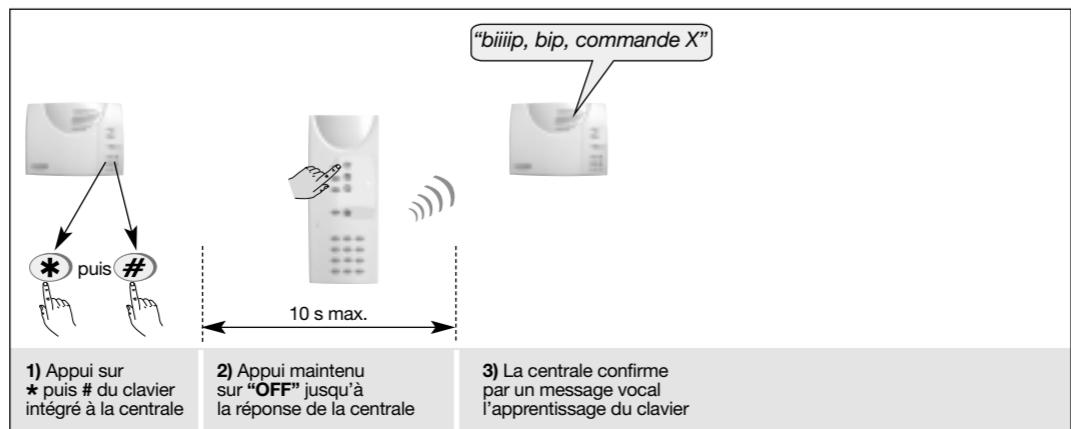 “biiiip, bip, commande X”
* puis #
10 s max.
1) Appui sur
* puis # du clavier
intégré à la centrale
2) Appui maintenu
sur “OFF” jusqu’à
la réponse de la centrale
3) La centrale confirme
par un message vocal
l’apprentissage du clavier